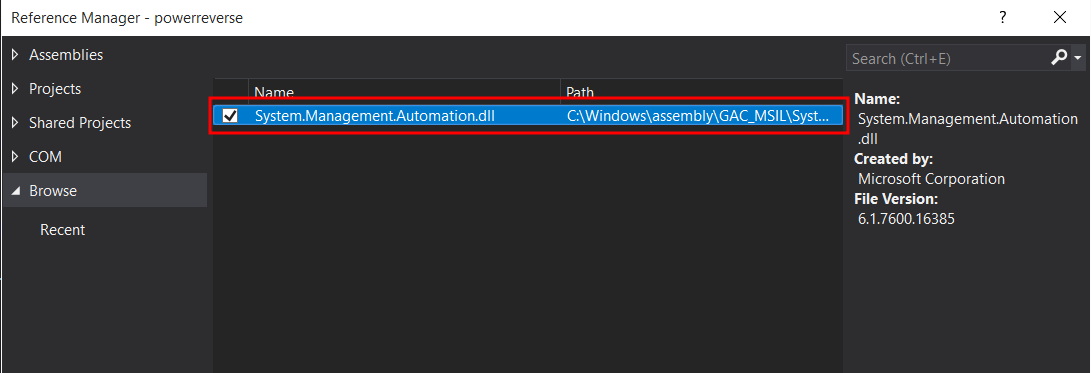 Reference Manager - powerreverse
?
Assemblies
Projects
Shared Projects
COM
Browse
Recent
Name Path
System.Management.Automation.dll C:\Windows\assembly\GAC_MSIL\Syst...
Search (Ctrl+E)
Name:
System.Management.Automation
.dll
Created by:
Microsoft Corporation
File Version:
6.1.7600.16385